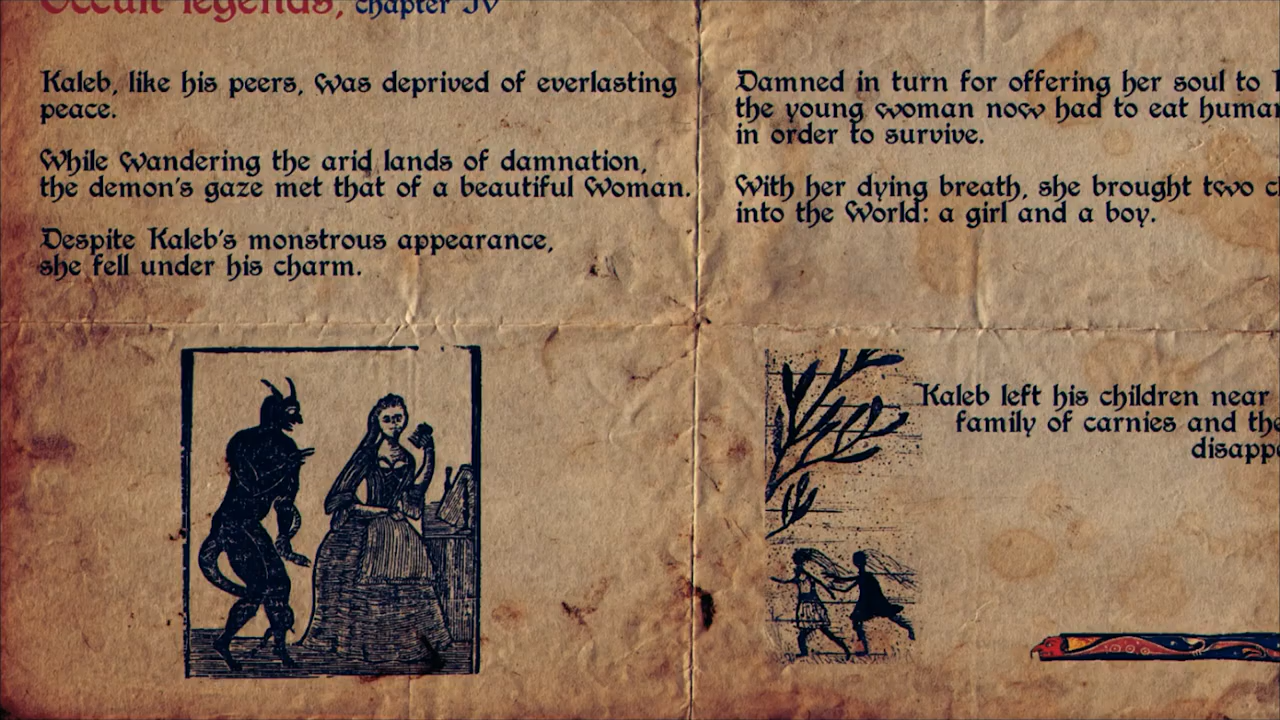 Occult legends, chapter IV
Kaleb, like his peers, was deprived of everlasting
peace.
While wandering the arid lands of damnation,
the demon's gaze met that of a beautiful woman.
Despite Kaleb's monstrous appearance,
she fell under his charm.
Damned in turn for offering her soul to
the young woman now had to eat human
in order to survive.
With her dying breath, she brought two
into the world: a girl and a boy.
Kaleb left his children near
family of carnies and